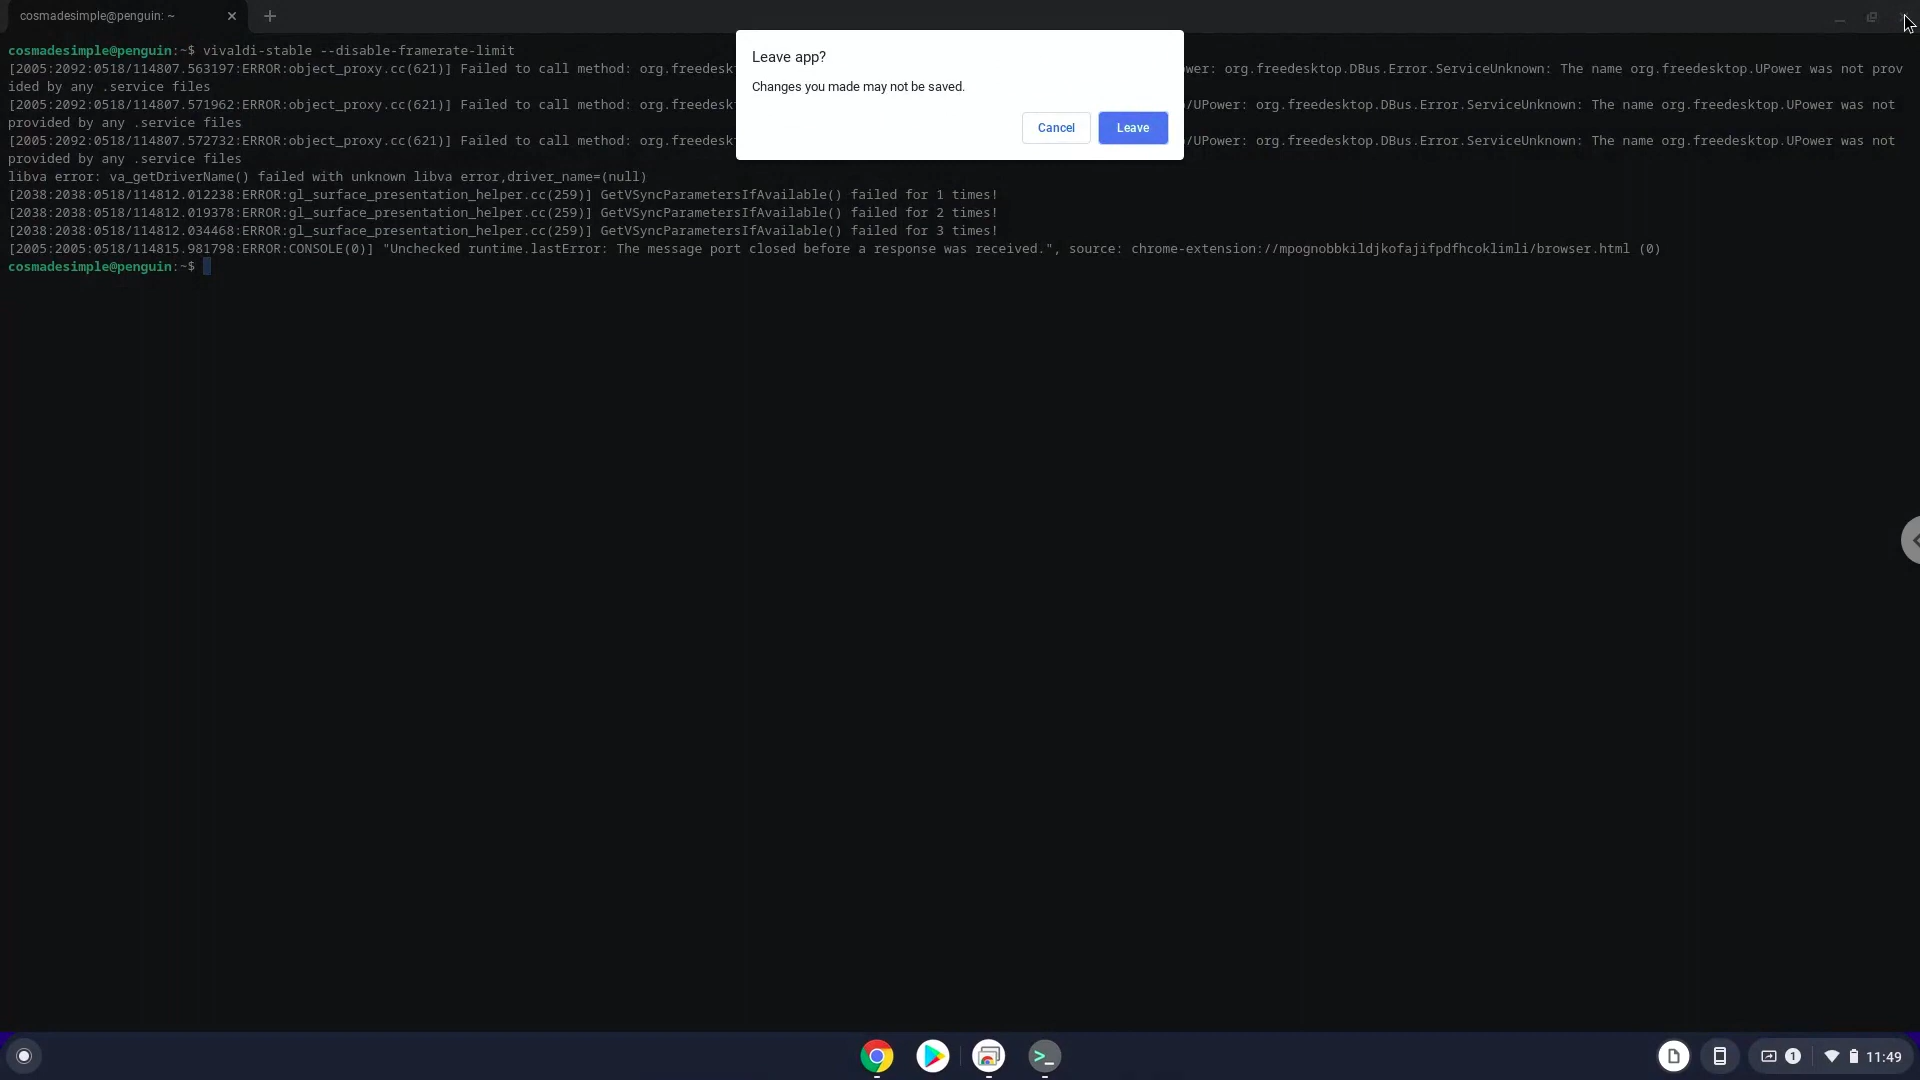 cosmadesimple@penguin: ~
cosmadesimple@penguin:~$ vivaldi-stable --disable-framerate-limit
[2005:2092:0518/114807.563197:ERROR:object_proxy.cc(621)] Failed to call method: org.freedesk wer: org.freedesktop.DBus.Error.ServiceUnknown: The name org.freedesktop.UPower was not prov
ided by any .service files
[2005:2092:0518/114807.571962:ERROR:object_proxy.cc(621)] Failed to call method: org.freedesk /UPower: org.freedesktop.DBus.Error.ServiceUnknown: The name org.freedesktop.UPower was not
provided by any .service files
[2005:2092:0518/114807.572732:ERROR:object_proxy.cc(621)] Failed to call method: org.freedesk /UPower: org.freedesktop.DBus.Error.ServiceUnknown: The name org.freedesktop.UPower was not
provided by any .service files
libva error: va_getDriverName() failed with unknown libva error,driver_name=(null)
[2038:2038:0518/114812.012238:ERROR:gl_surface_presentation_helper.cc(259)] GetVSyncParametersIfAvailable() failed for 1 times!
[2038:2038:0518/114812.019378:ERROR:gl_surface_presentation_helper.cc(259)] GetVSyncParametersIfAvailable() failed for 2 times!
[2038:2038:0518/114812.034468:ERROR:gl_surface_presentation_helper.cc(259)] GetVSyncParametersIfAvailable() failed for 3 times!
[2005:2005:0518/114815.981798:ERROR:CONSOLE(0)] "Unchecked runtime.lastError: The message port closed before a response was received.", source: chrome-extension://mpognobbkildjkofajifpdfhcoklimli/browser.html (0)
cosmadesimple@penguin:~$
Leave app?
Changes you made may not be saved.
Cancel
Leave
1
11:49